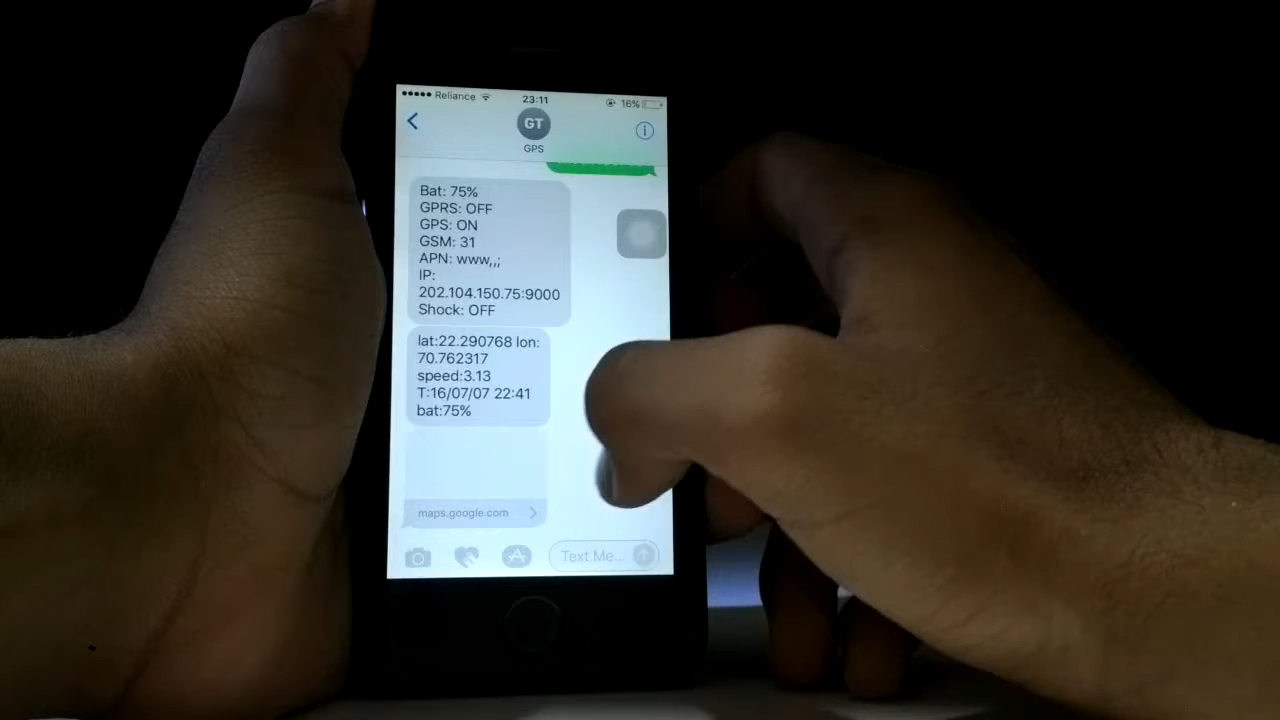 Reliance 23:11 16%
GT
GPS
Bat: 75%
GPRS: OFF
GPS: ON
GSM: 31
APN: www,,;
IP:
202.104.150.75:9000
Shock: OFF
lat:22.290768 lon:
70.762317
speed:3.13
T:16/07/07 22:41
bat:75%
maps.google.com
Text Me...